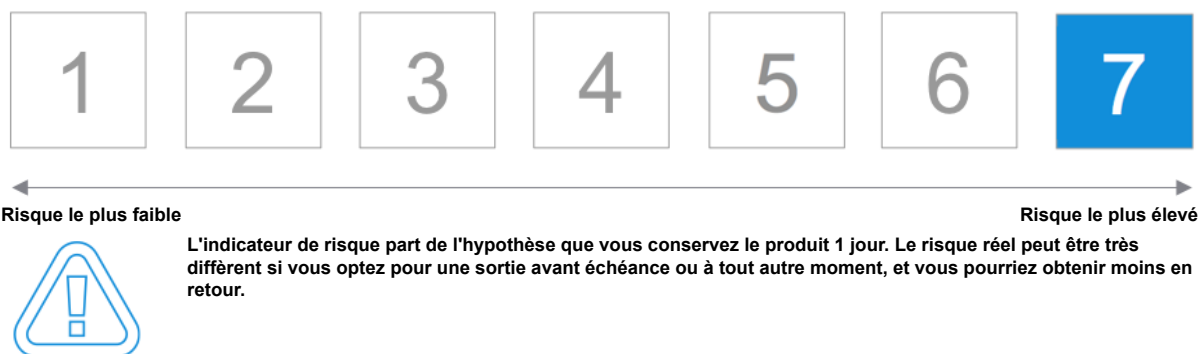 1 2 3 4 5 6 7
Risque le plus faible Risque le plus élevé
L'indicateur de risque part de l'hypothèse que vous conservez le produit 1 jour. Le risque réel peut être très
différent si vous optez pour une sortie avant échéance ou à tout autre moment, et vous pourriez obtenir moins en
retour.